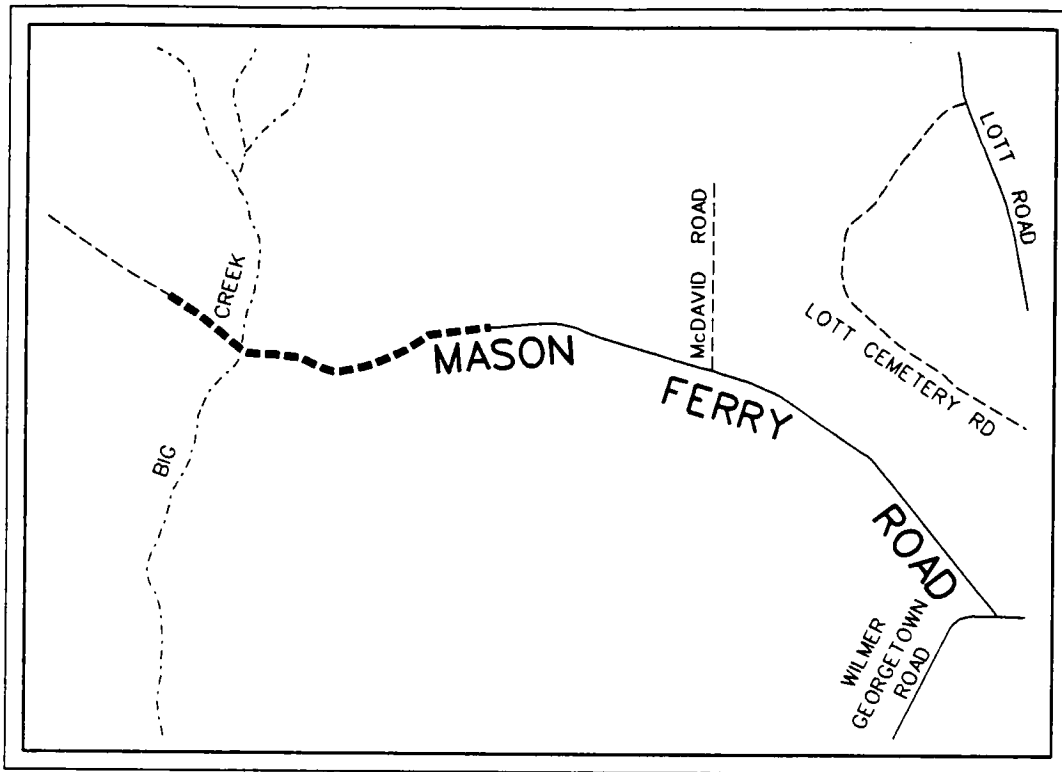 LOTT ROAD
McDAVID ROAD
CREEK
LOTT CEMETERY RD
MASON
FERRY
BIG
ROAD
WILMER
GEORGETOWN
ROAD